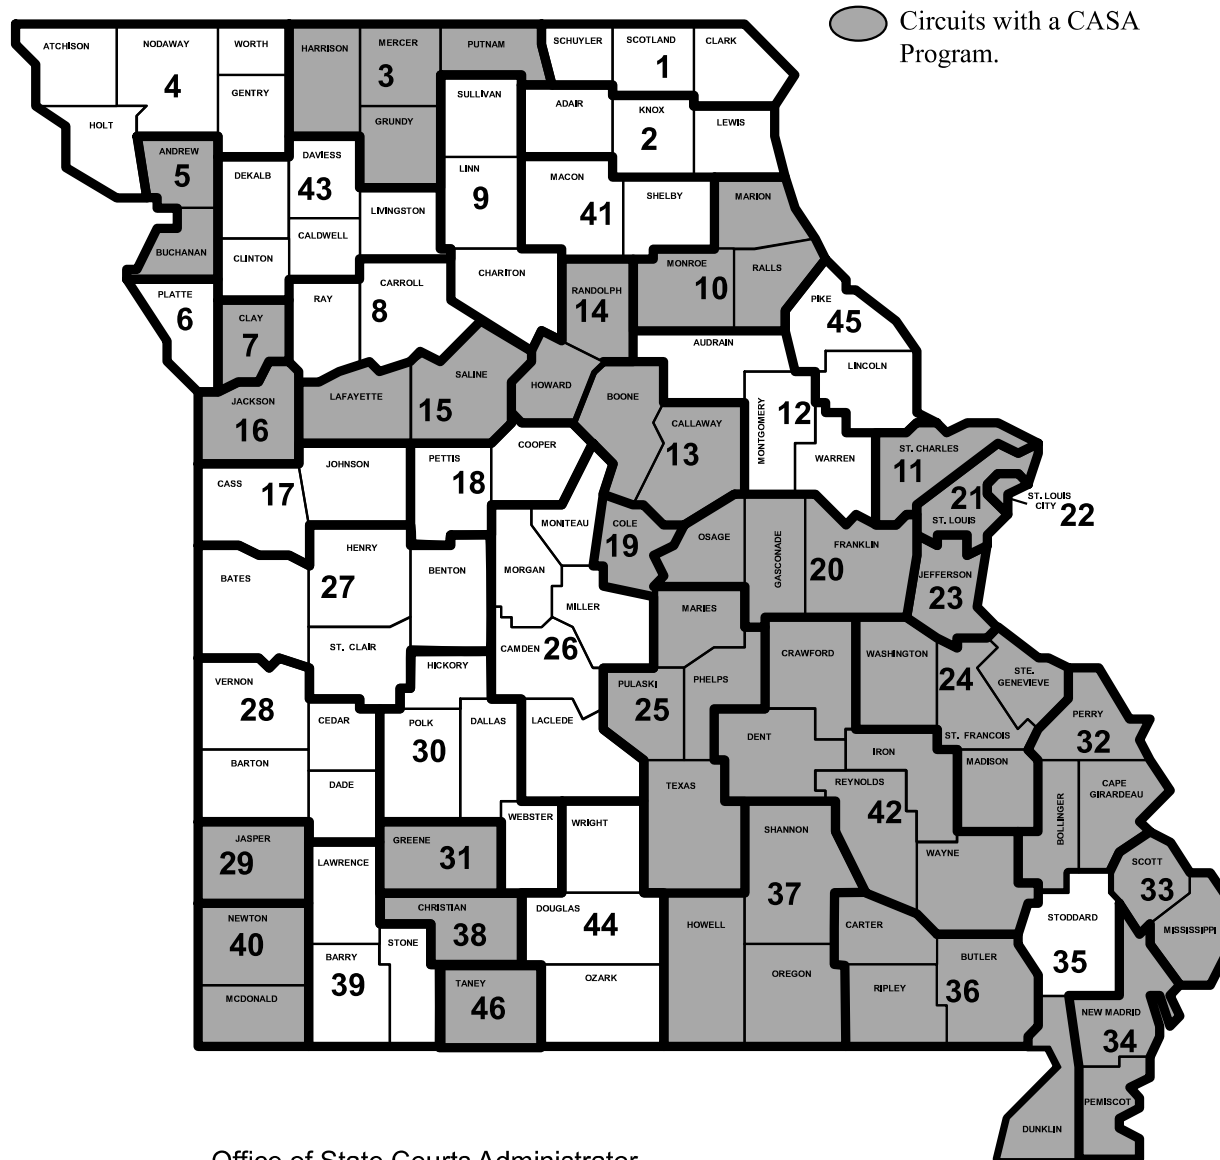 Circuits with a CASA
Program.
ATCHISON
NODAWAY
WORTH
HARRISON
MERCER
PUTNAM
SCHUYLER
SCOTLAND
CLARK
4
3
1
GENTRY
SULLIVAN
ADAIR
KNOX
LEWIS
HOLT
GRUNDY
2
ANDREW
5
DEKALB
DAVIESS
43
LINN
9
MACON
41
SHELBY
MARION
LIVINGSTON
BUCHANAN
CLINTON
CALDWELL
CHARITON
MONROE
10
RALLS
PLATTE
6
RAY
CARROLL
8
RANDOLPH
14
PIKE
45
CLAY
7
AUDRAIN
LINCOLN
JACKSON
16
LAFAYETTE
SALINE
15
HOWARD
BOONE
CALLAWAY
13
MONTGOMERY
12
WARREN
ST. CHARLES
11
CASS
17
JOHNSON
PETTIS
18
COOPER
21
ST. LOUIS
ST. LOUIS
CITY
22
MONITEAU
COLE
19
OSAGE
GASCONADE
FRANKLIN
20
BATES
HENRY
27
BENTON
MORGAN
MILLER
JEFFERSON
23
ST. CLAIR
CAMDEN
26
MARIES
CRAWFORD
WASHINGTON
24
STE.
GENEVIEVE
VERNON
28
HICKORY
PULASKI
25
PHELPS
CEDAR
POLK
30
DALLAS
LACLEDE
DENT
IRON
ST. FRANCOIS
PERRY
32
BARTON
DADE
TEXAS
REYNOLDS
42
MADISON
BOLLINGER
CAPE
GIRARDEAU
JASPER
29
LAWRENCE
GREENE
31
WEBSTER
WRIGHT
SHANNON
37
WAYNE
SCOTT
33
NEWTON
40
CHRISTIAN
38
DOUGLAS
44
HOWELL
CARTER
STODDARD
35
MISSISSIPPI
BARRY
39
STONE
TANEY
46
OZARK
OREGON
RIPLEY
BUTLER
36
MCDONALD
NEW MADRID
34
DUNKLIN
PEMISCOT
Office of State Courts Administrator